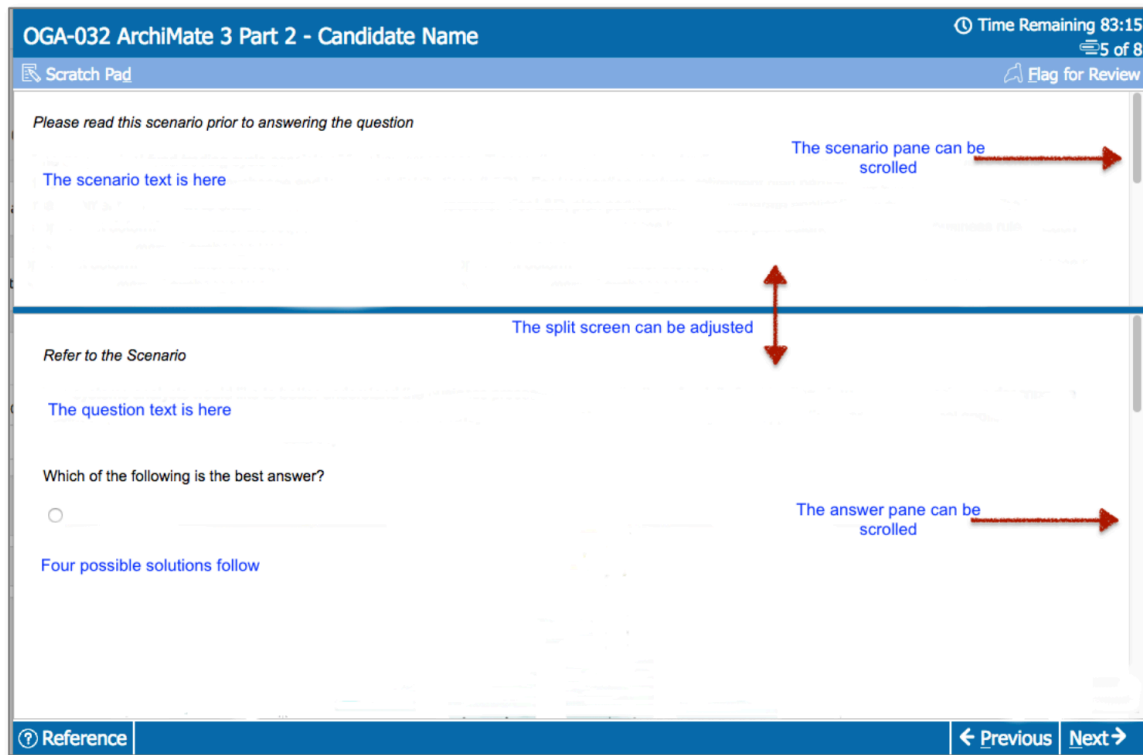 OGA-032 ArchiMate 3 Part 2 - Candidate Name
Time Remaining 83:15
5 of 8
Scratch Pad
Flag for Review
Please read this scenario prior to answering the question
The scenario pane can be
scrolled
The scenario text is here
The split screen can be adjusted
Refer to the Scenario
The question text is here
Which of the following is the best answer?
The answer pane can be
scrolled
Four possible solutions follow
Reference
Previous
Next